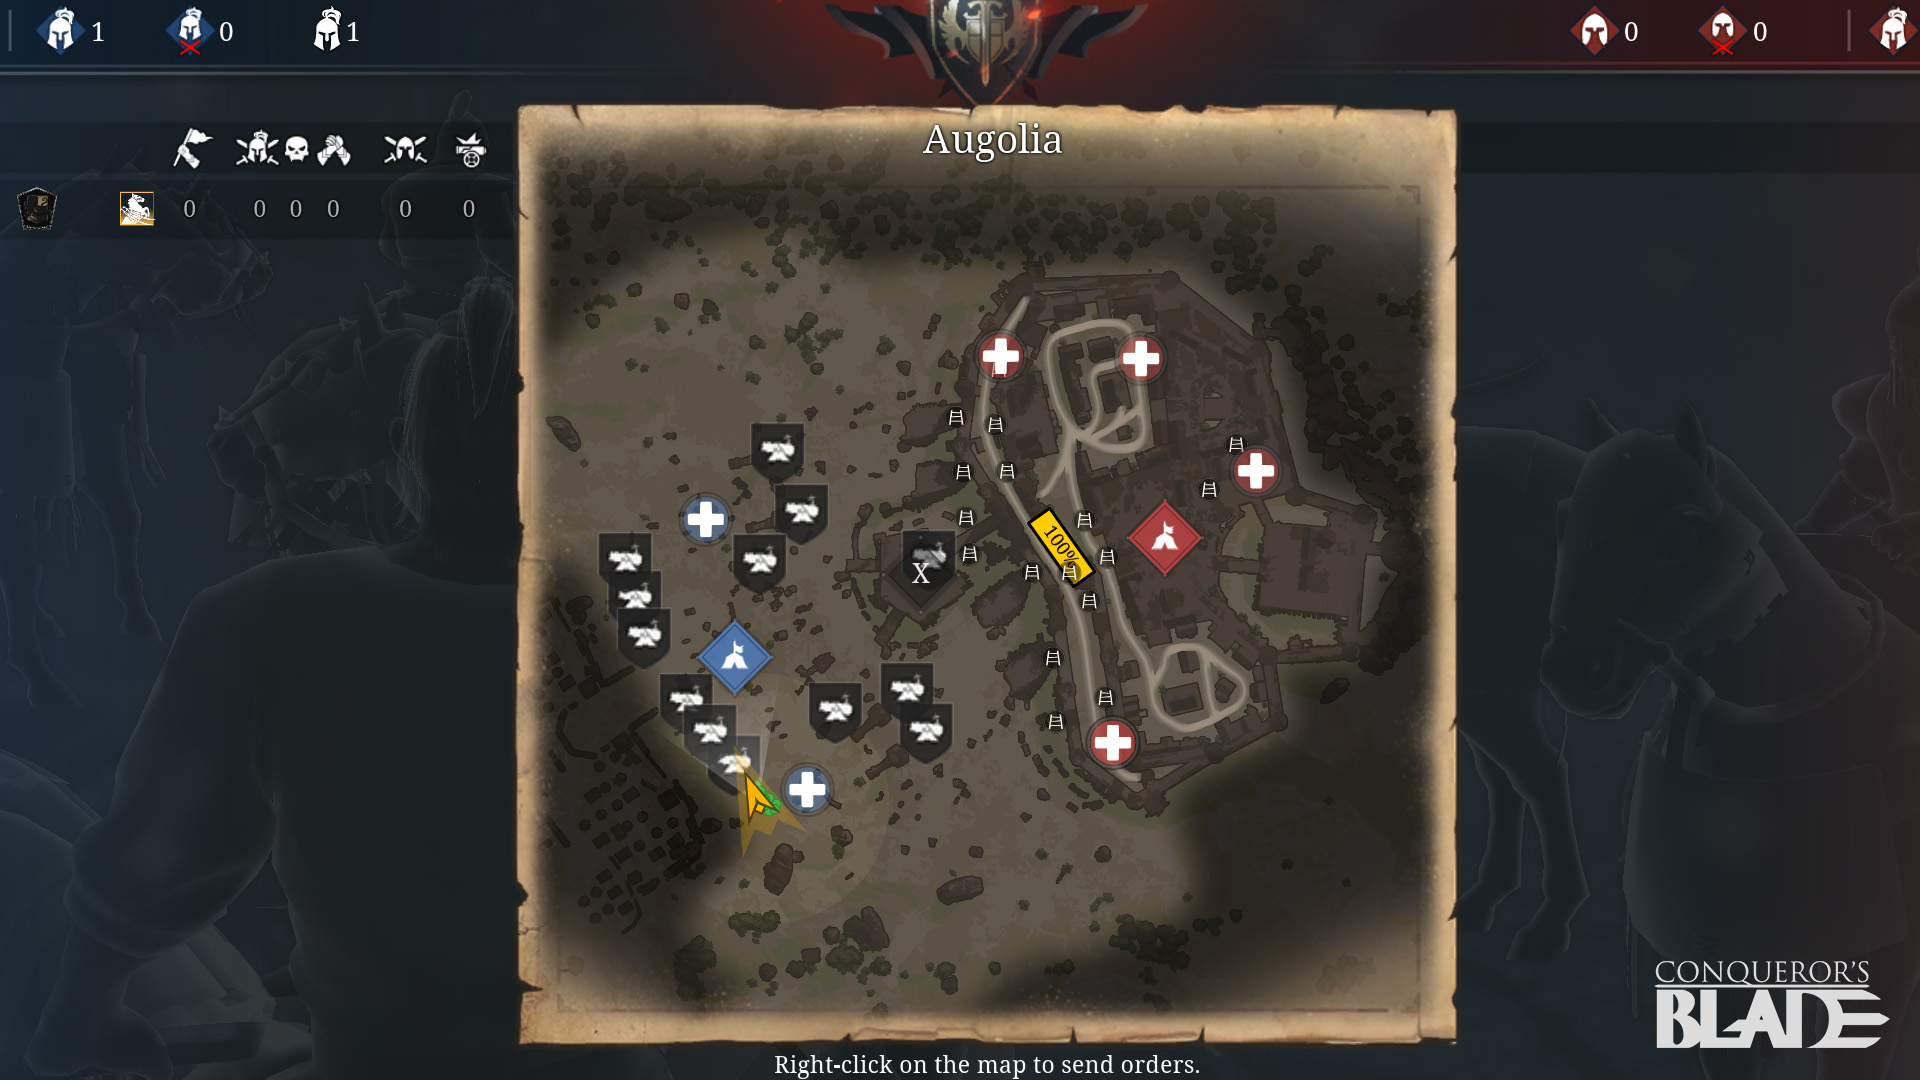 1 0 1 0 0
Augolia
0 0 0 0 0 0
100%
X
CONQUEROR'S
BLADE
Right-click on the map to send orders.